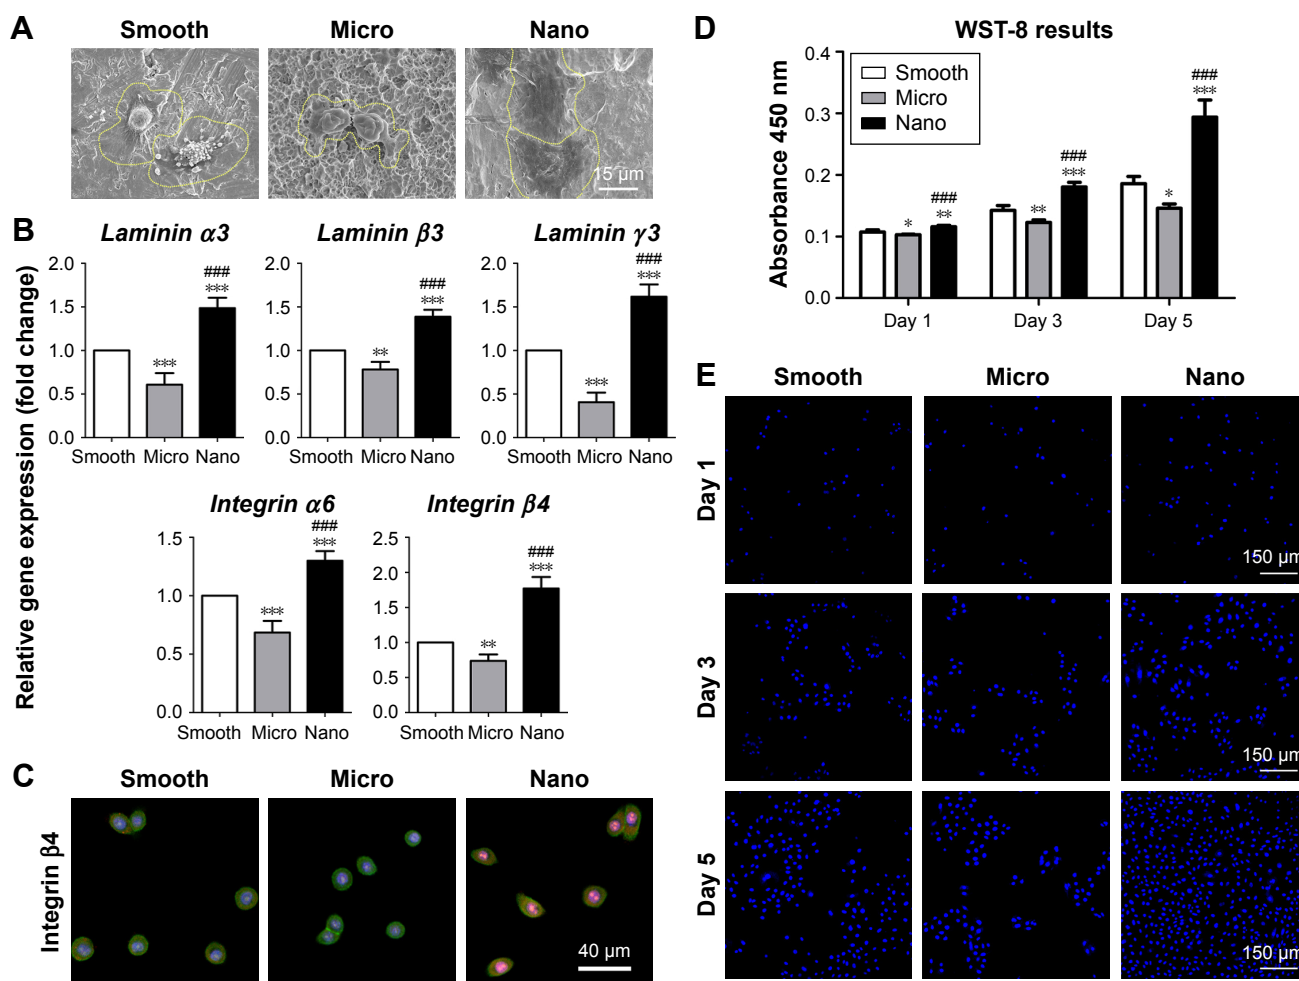 A
Smooth Micro Nano
15 µm
B
Relative gene expression (fold change)
Laminin α3
2.0
1.5
1.0
0.5
0.0
***
###
***
Smooth Micro Nano
Laminin β3
2.0
1.5
1.0
0.5
0.0
**
###
***
Smooth Micro Nano
Laminin γ3
2.0
1.5
1.0
0.5
0.0
***
###
***
Smooth Micro Nano
Integrin α6
1.5
1.0
0.5
0.0
***
###
***
Smooth Micro Nano
Integrin β4
2.5
2.0
1.5
1.0
0.5
0.0
**
###
***
Smooth Micro Nano
C
Smooth Micro Nano
Integrin β4
40 µm
D
WST-8 results
Absorbance 450 nm
0.4
0.3
0.2
0.1
0.0
Smooth
Micro
Nano
*
###
**
**
###
***
*
###
***
Day 1 Day 3 Day 5
E
Smooth Micro Nano
Day 1
150 µm
Day 3
150 µm
Day 5
150 µm